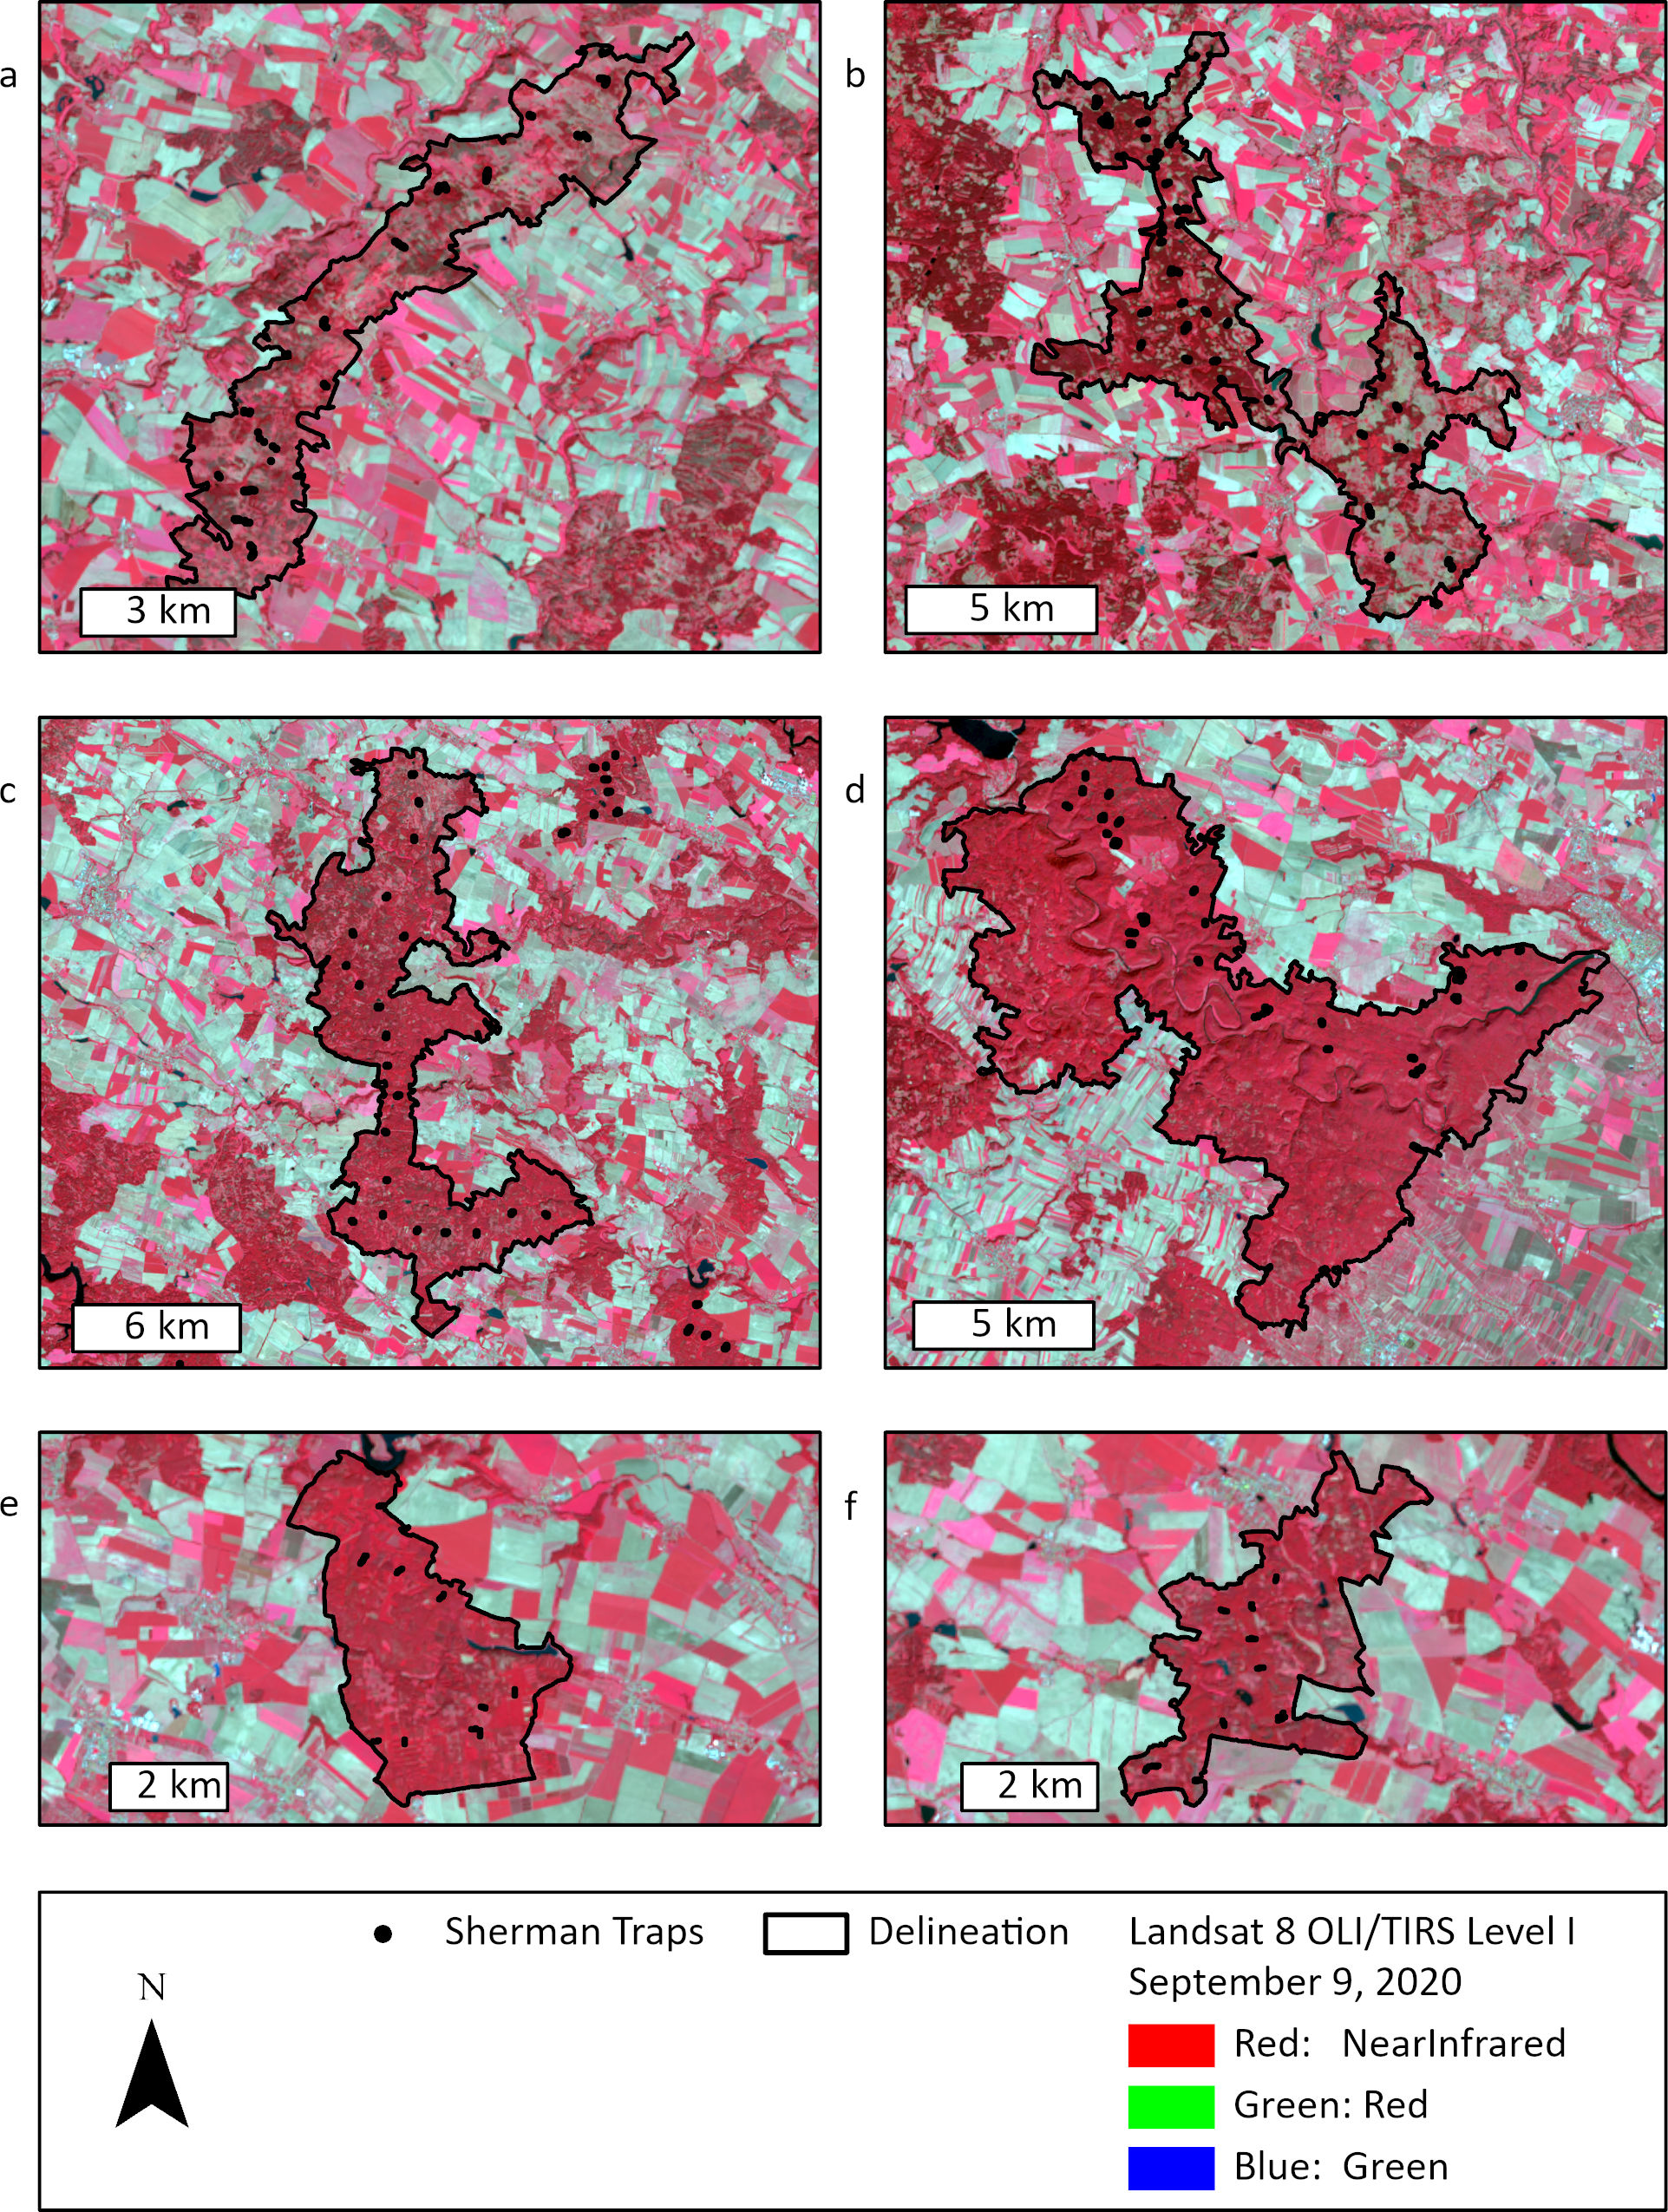 a
b
3 km
5 km
c
d
6 km
5 km
e
f
2 km
2 km
Sherman Traps
Delineation
Landsat 8 OLI/TIRS Level I
September 9, 2020
N
Red: NearInfrared
Green: Red
Blue: Green